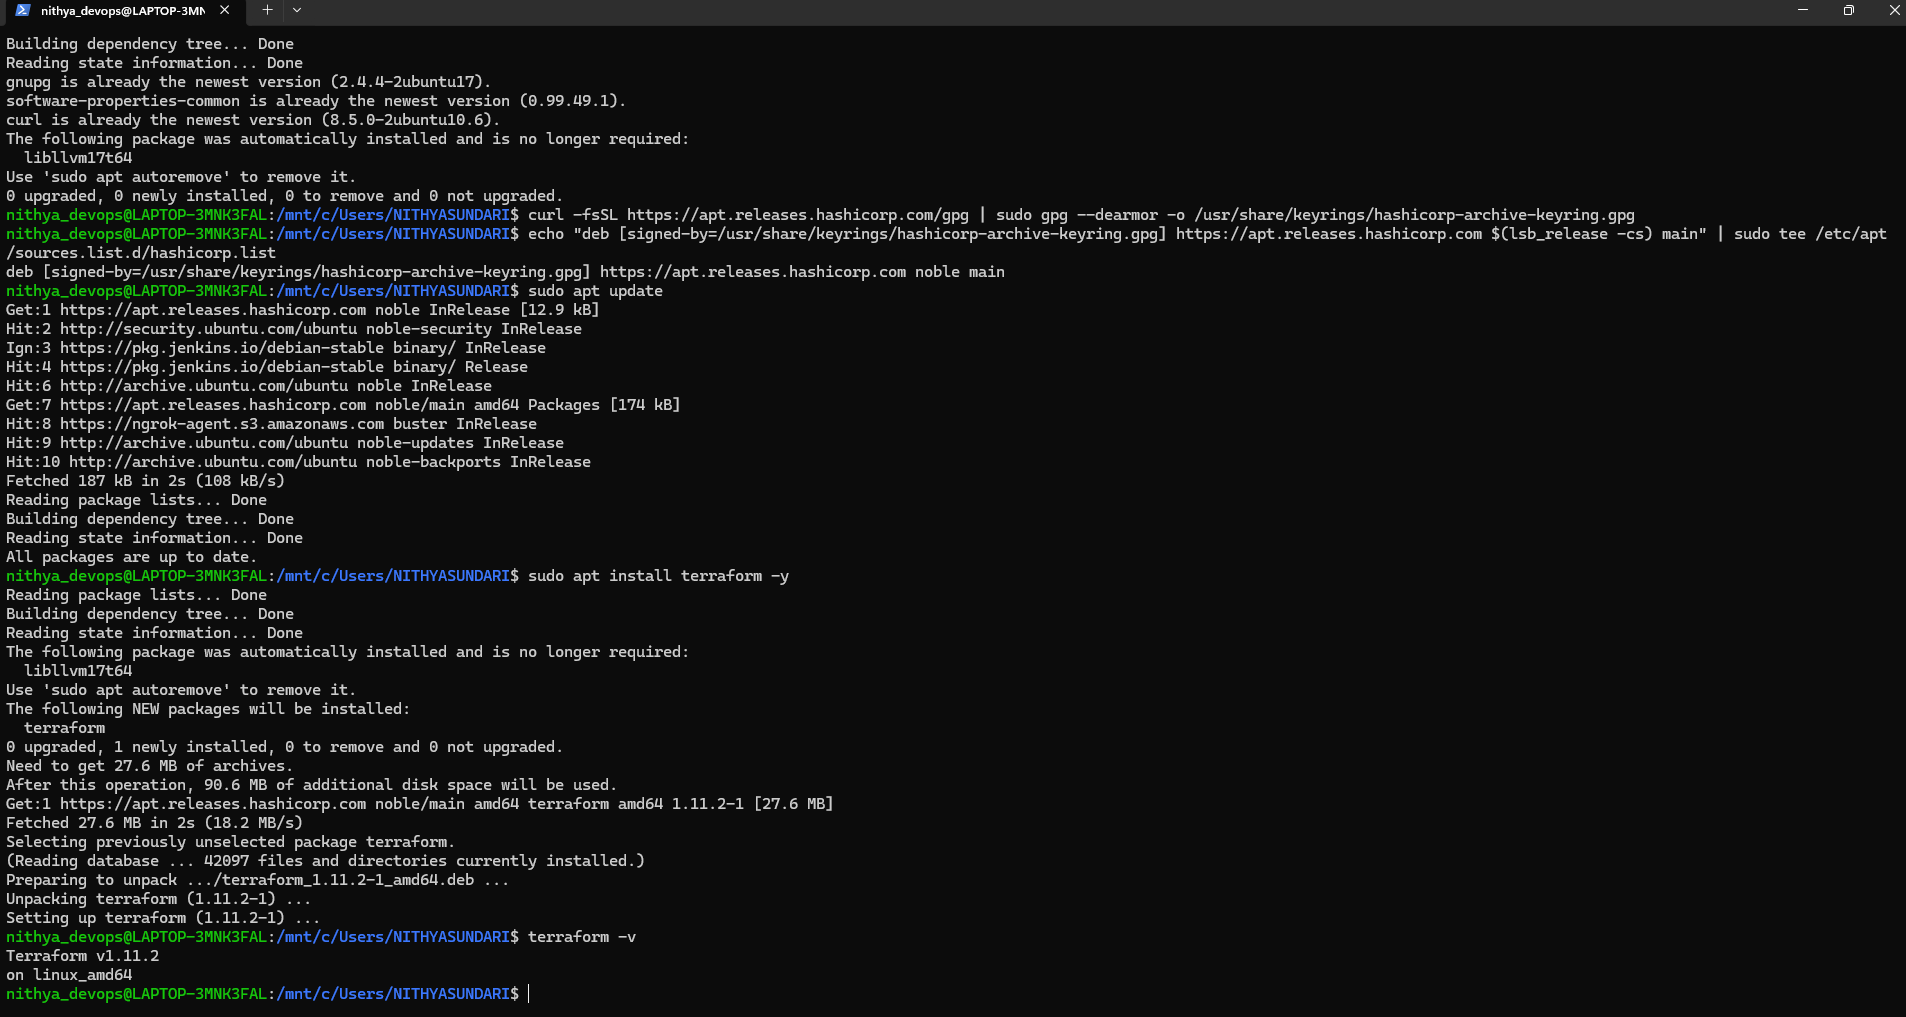 nithya_devops@LAPTOP-3MN
Building dependency tree... Done
Reading state information... Done
gnupg is already the newest version (2.4.4-2ubuntu17).
software-properties-common is already the newest version (0.99.49.1).
curl is already the newest version (8.5.0-2ubuntu10.6).
The following package was automatically installed and is no longer required:
  libllvm17t64
Use 'sudo apt autoremove' to remove it.
0 upgraded, 0 newly installed, 0 to remove and 0 not upgraded.
nithya_devops@LAPTOP-3MNK3FAL:/mnt/c/Users/NITHYASUNDARI$ curl -fsSL https://apt.releases.hashicorp.com/gpg | sudo gpg --dearmor -o /usr/share/keyrings/hashicorp-archive-keyring.gpg
nithya_devops@LAPTOP-3MNK3FAL:/mnt/c/Users/NITHYASUNDARI$ echo "deb [signed-by=/usr/share/keyrings/hashicorp-archive-keyring.gpg] https://apt.releases.hashicorp.com $(lsb_release -cs) main" | sudo tee /etc/apt
/sources.list.d/hashicorp.list
deb [signed-by=/usr/share/keyrings/hashicorp-archive-keyring.gpg] https://apt.releases.hashicorp.com noble main
nithya_devops@LAPTOP-3MNK3FAL:/mnt/c/Users/NITHYASUNDARI$ sudo apt update
Get:1 https://apt.releases.hashicorp.com noble InRelease [12.9 kB]
Hit:2 http://security.ubuntu.com/ubuntu noble-security InRelease
Ign:3 https://pkg.jenkins.io/debian-stable binary/ InRelease
Hit:4 https://pkg.jenkins.io/debian-stable binary/ Release
Hit:6 http://archive.ubuntu.com/ubuntu noble InRelease
Get:7 https://apt.releases.hashicorp.com noble/main amd64 Packages [174 kB]
Hit:8 https://ngrok-agent.s3.amazonaws.com buster InRelease
Hit:9 http://archive.ubuntu.com/ubuntu noble-updates InRelease
Hit:10 http://archive.ubuntu.com/ubuntu noble-backports InRelease
Fetched 187 kB in 2s (108 kB/s)
Reading package lists... Done
Building dependency tree... Done
Reading state information... Done
All packages are up to date.
nithya_devops@LAPTOP-3MNK3FAL:/mnt/c/Users/NITHYASUNDARI$ sudo apt install terraform -y
Reading package lists... Done
Building dependency tree... Done
Reading state information... Done
The following package was automatically installed and is no longer required:
  libllvm17t64
Use 'sudo apt autoremove' to remove it.
The following NEW packages will be installed:
  terraform
0 upgraded, 1 newly installed, 0 to remove and 0 not upgraded.
Need to get 27.6 MB of archives.
After this operation, 90.6 MB of additional disk space will be used.
Get:1 https://apt.releases.hashicorp.com noble/main amd64 terraform amd64 1.11.2-1 [27.6 MB]
Fetched 27.6 MB in 2s (18.2 MB/s)
Selecting previously unselected package terraform.
(Reading database ... 42097 files and directories currently installed.)
Preparing to unpack .../terraform_1.11.2-1_amd64.deb ...
Unpacking terraform (1.11.2-1) ...
Setting up terraform (1.11.2-1) ...
nithya_devops@LAPTOP-3MNK3FAL:/mnt/c/Users/NITHYASUNDARI$ terraform -v
Terraform v1.11.2
on linux_amd64
nithya_devops@LAPTOP-3MNK3FAL:/mnt/c/Users/NITHYASUNDARI$